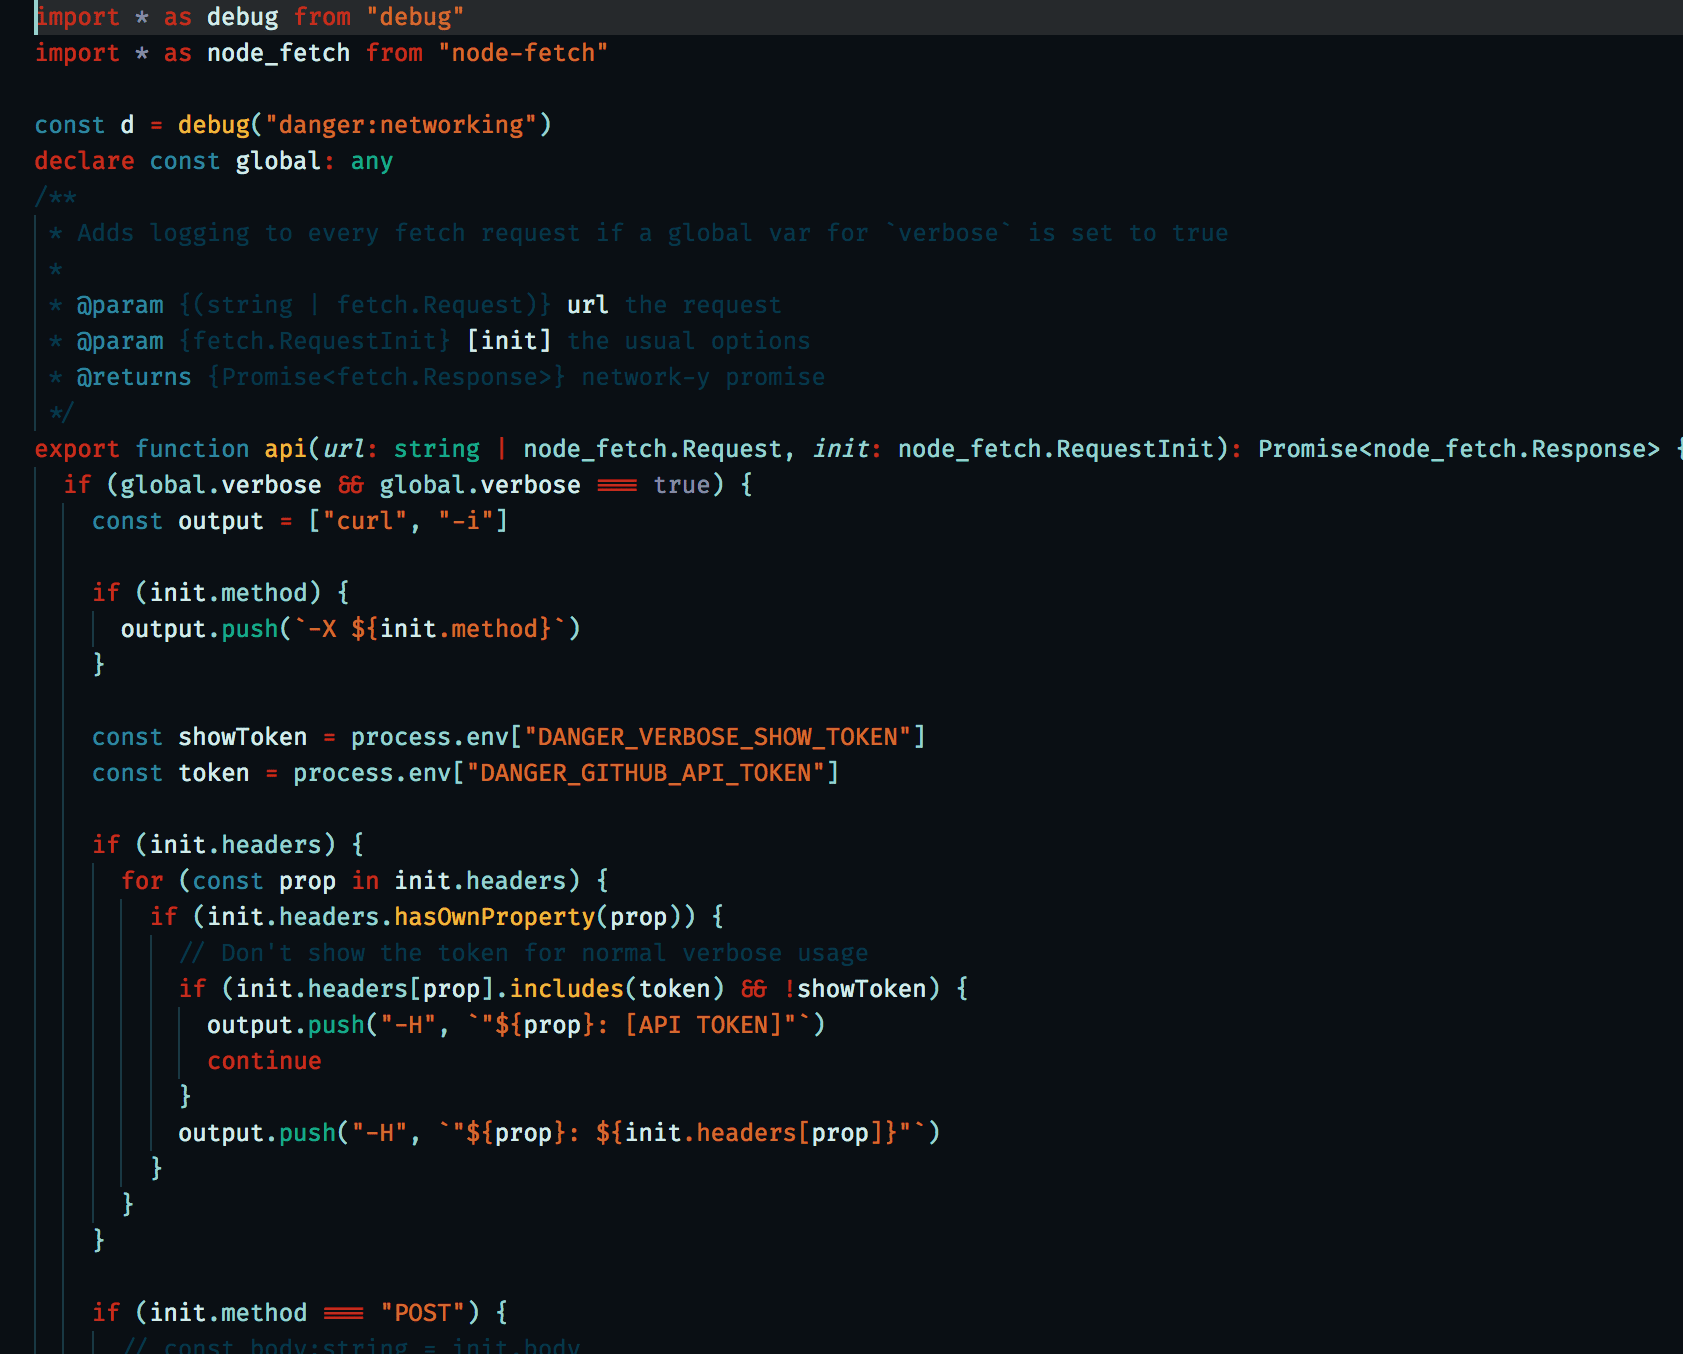 import * as debug from "debug"
import * as node_fetch from "node-fetch"
const d = debug("danger:networking")
declare const global: any
/**
* Adds logging to every fetch request if a global var for `verbose` is set to true
*
* @param {(string | fetch.Request)} url the request
* @param {fetch.RequestInit} [init] the usual options
* @returns {Promise<fetch.Response>} network-y promise
*/
export function api(url: string | node_fetch.Request, init: node_fetch.RequestInit): Promise<node_fetch.Response> {
if (global.verbose && global.verbose === true) {
const output = ["curl", "-i"]
if (init.method) {
output.push(`-X ${init.method}`)
}
const showToken = process.env["DANGER_VERBOSE_SHOW_TOKEN"]
const token = process.env["DANGER_GITHUB_API_TOKEN"]
if (init.headers) {
for (const prop in init.headers) {
if (init.headers.hasOwnProperty(prop)) {
// Don't show the token for normal verbose usage
if (init.headers[prop].includes(token) && !showToken) {
output.push("-H", `"${prop}: [API TOKEN]"`)
continue
}
output.push("-H", `"${prop}: ${init.headers[prop]}"`)
}
}
}
if (init.method === "POST") {
// const body:string = init.body